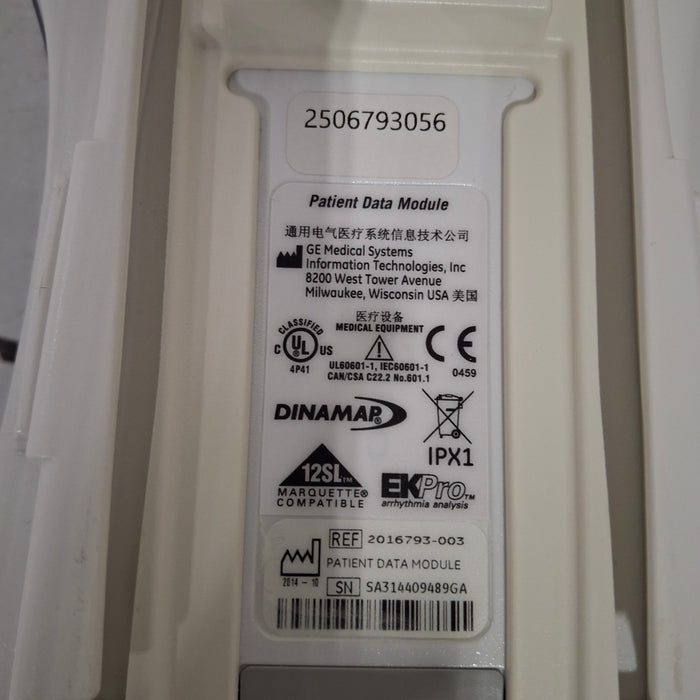 2506793056
Patient Data Module
通用电气医疗系统信息技术公司
GE Medical Systems
Information Technologies, Inc
8200 West Tower Avenue
Milwaukee, Wisconsin USA 美国
医疗设备
MEDICAL EQUIPMENT
CLASSIFIED
C UL US
4P41
UL60601-1, IEC60601-1
CAN/CSA C22.2 No.601.1
CE
0459
DINAMAP®
IPX1
12SL™
MARQUETTE®
COMPATIBLE
EK-Pro™
arrhythmia analysis
REF 2016793-003
PATIENT DATA MODULE
2014-10
SN SA314409489GA